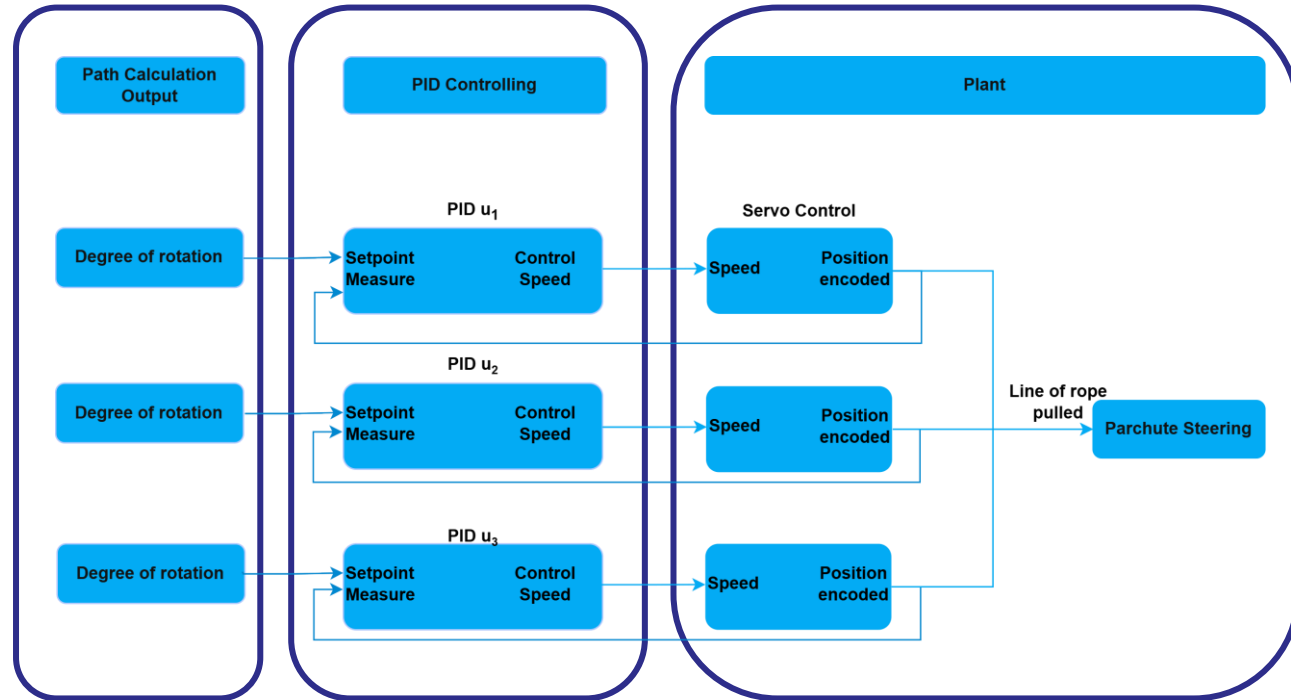 Path Calculation
Output
PID Controlling
Plant
PID u₁
Servo Control
Degree of rotation
Setpoint
Measure
Control
Speed
Speed
Position
encoded
PID u₂
Degree of rotation
Setpoint
Measure
Control
Speed
Speed
Position
encoded
Line of rope
pulled
Parchute Steering
PID u₃
Degree of rotation
Setpoint
Measure
Control
Speed
Speed
Position
encoded